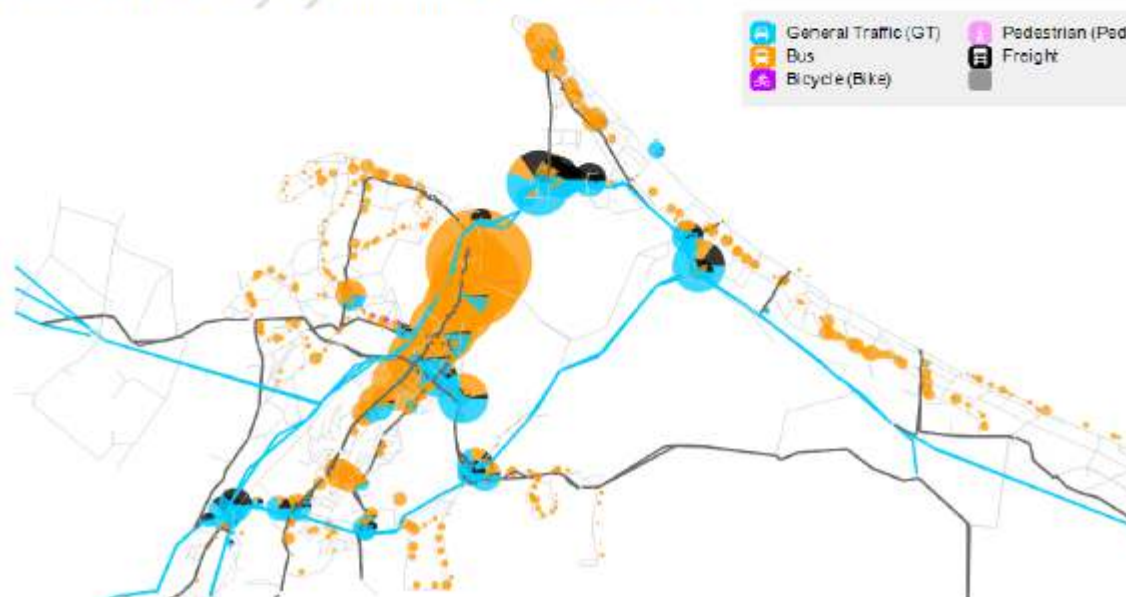 General Traffic (GT)
Bus
Bicycle (Bike)
Pedestrian (Ped
Freight